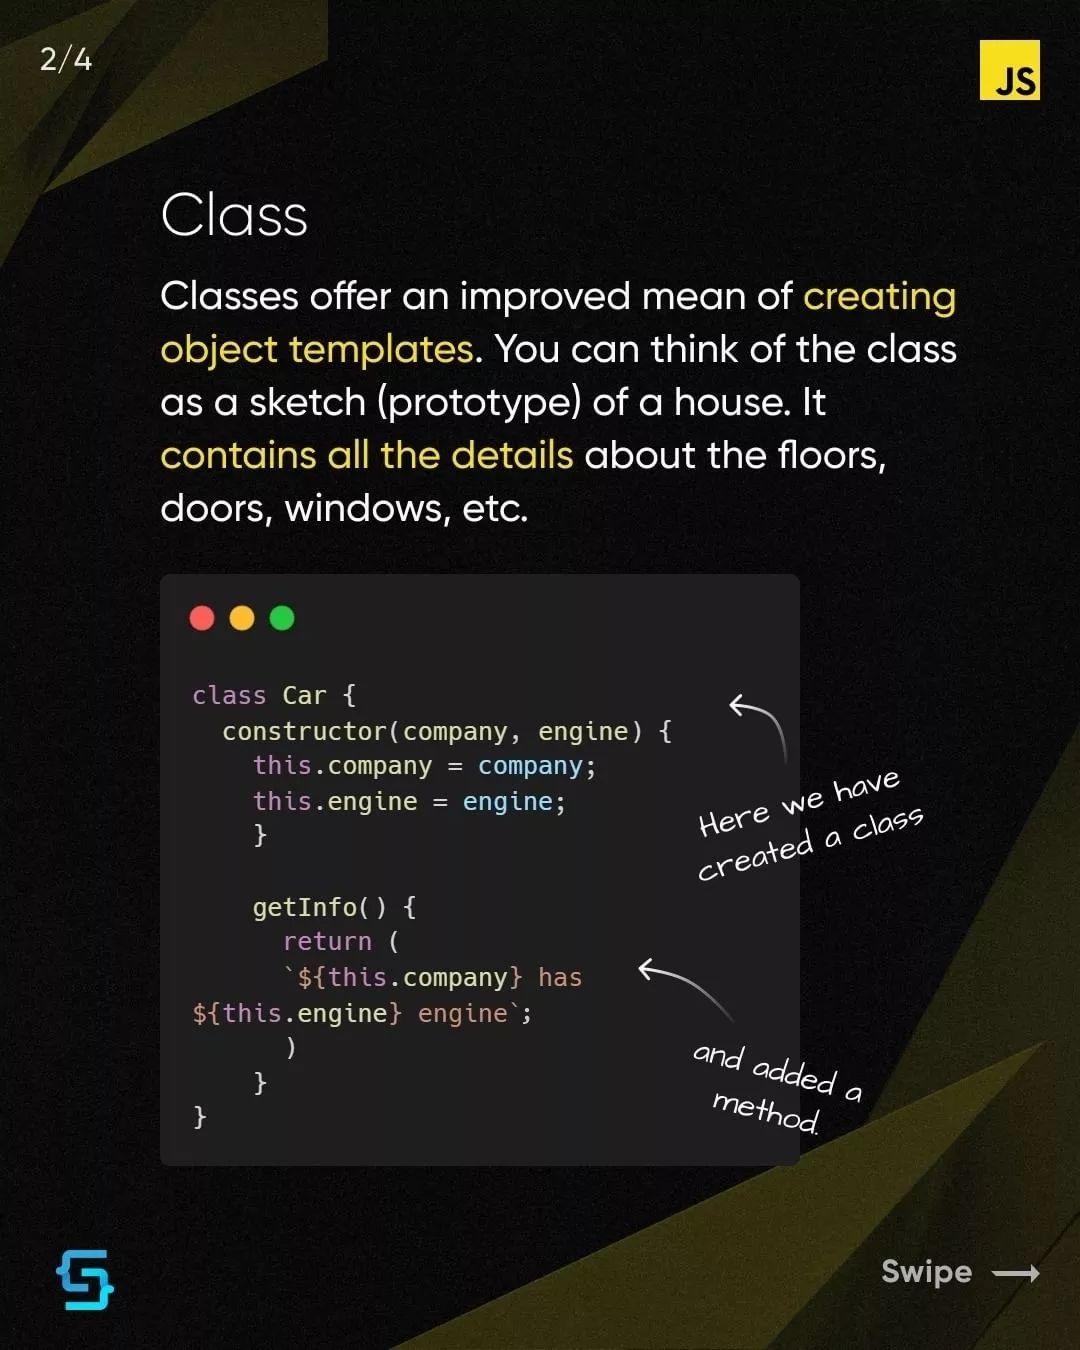 2/4
JS
Class
Classes offer an improved mean of creating
object templates. You can think of the class
as a sketch (prototype) of a house. It
contains all the details about the floors,
doors, windows, etc.
class Car {
  constructor(company, engine) {
    this.company = company;
    this.engine = engine;
    }
Here we have
created a class
    getInfo() {
      return (
      `${this.company} has
${this.engine} engine`;
      )
    }
}
and added a
method.
Swipe